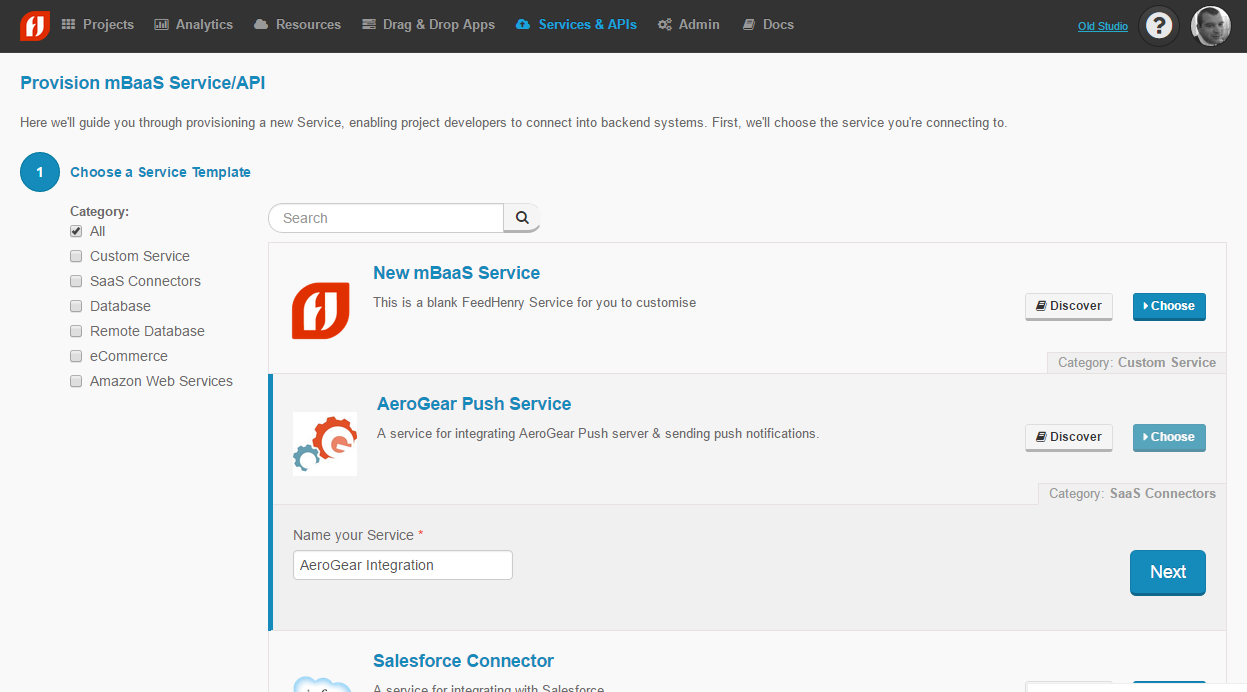 Projects Analytics Resources Drag & Drop Apps Services & APIs Admin Docs Old Studio ?
Provision mBaaS Service/API
Here we'll guide you through provisioning a new Service, enabling project developers to connect into backend systems. First, we'll choose the service you're connecting to.
1 Choose a Service Template
Category:
All
Custom Service
SaaS Connectors
Database
Remote Database
eCommerce
Amazon Web Services
Search
New mBaaS Service
This is a blank FeedHenry Service for you to customise
Discover Choose
Category: Custom Service
AeroGear Push Service
A service for integrating AeroGear Push server & sending push notifications.
Discover Choose
Category: SaaS Connectors
Name your Service *
AeroGear Integration
Next
Salesforce Connector
A service for integrating with Salesforce